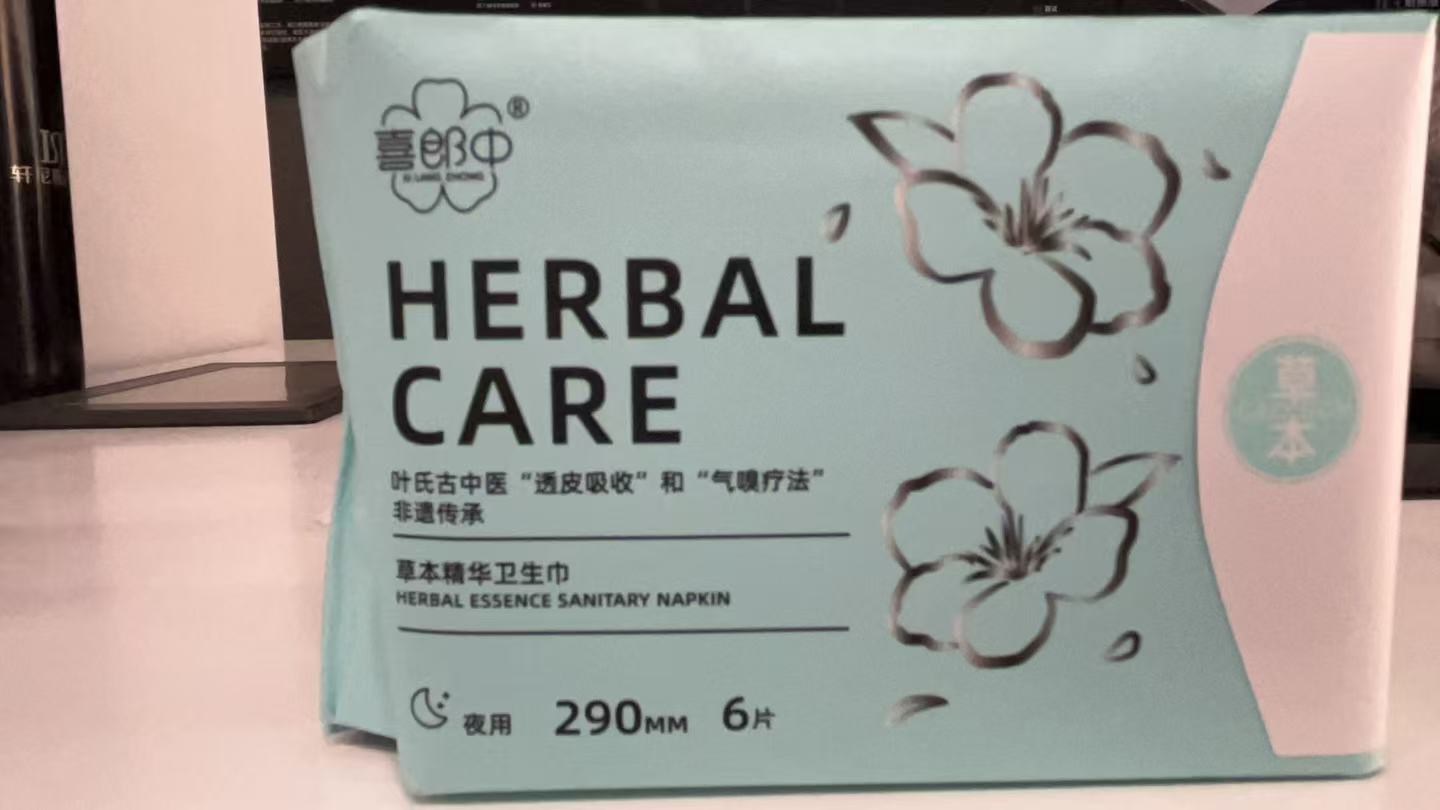 喜郎中®
XI LANG ZHONG
HERBAL
CARE
叶氏古中医“透皮吸收”和“气嗅疗法”
非遗传承
草本精华卫生巾
HERBAL ESSENCE SANITARY NAPKIN
夜用 290MM 6片
草
本